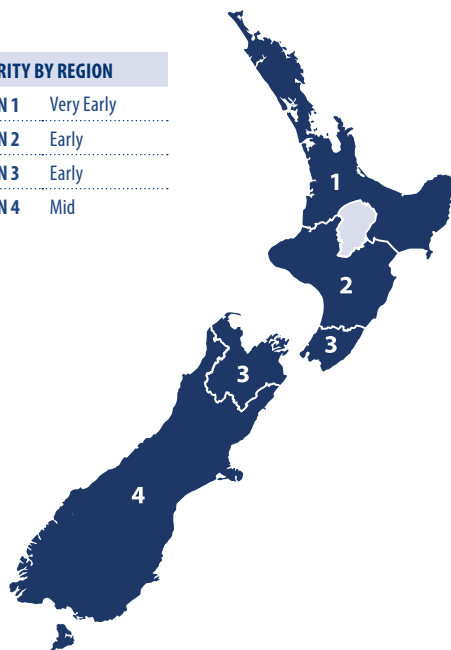 RITY BY REGION
N 1 Very Early
N 2 Early
N 3 Early
N 4 Mid
1
2
3
3
4